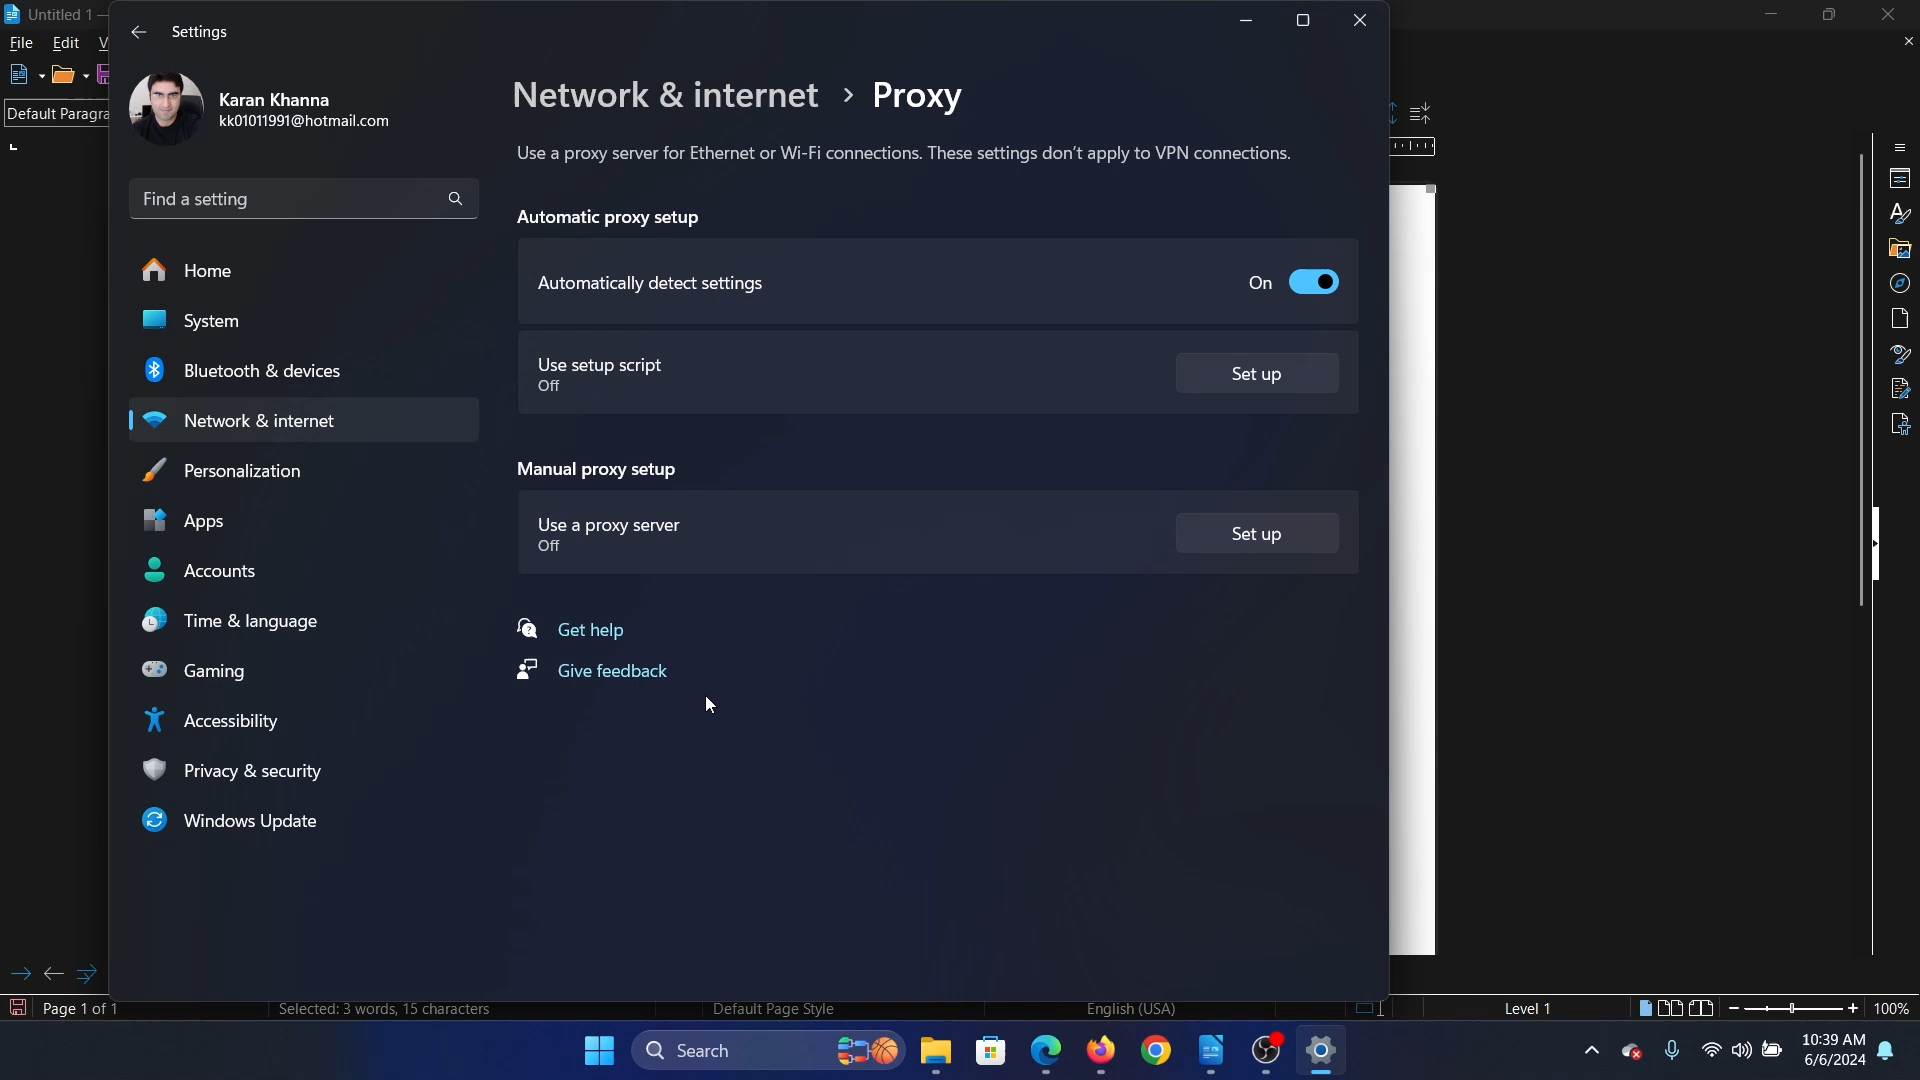 Untitled 1 —
Settings
File Edit V
Karan Khanna
kk01011991@hotmail.com
Default Paragra
Find a setting
Home
System
Bluetooth & devices
Network & internet
Personalization
Apps
Accounts
Time & language
Gaming
Accessibility
Privacy & security
Windows Update
Network & internet > Proxy
Use a proxy server for Ethernet or Wi-Fi connections. These settings don't apply to VPN connections.
Automatic proxy setup
Automatically detect settings On
Use setup script
Off
Set up
Manual proxy setup
Use a proxy server
Off
Set up
Get help
Give feedback
Page 1 of 1 Selected: 3 words, 15 characters Default Page Style English (USA) Level 1 100%
Search
10:39 AM
6/6/2024